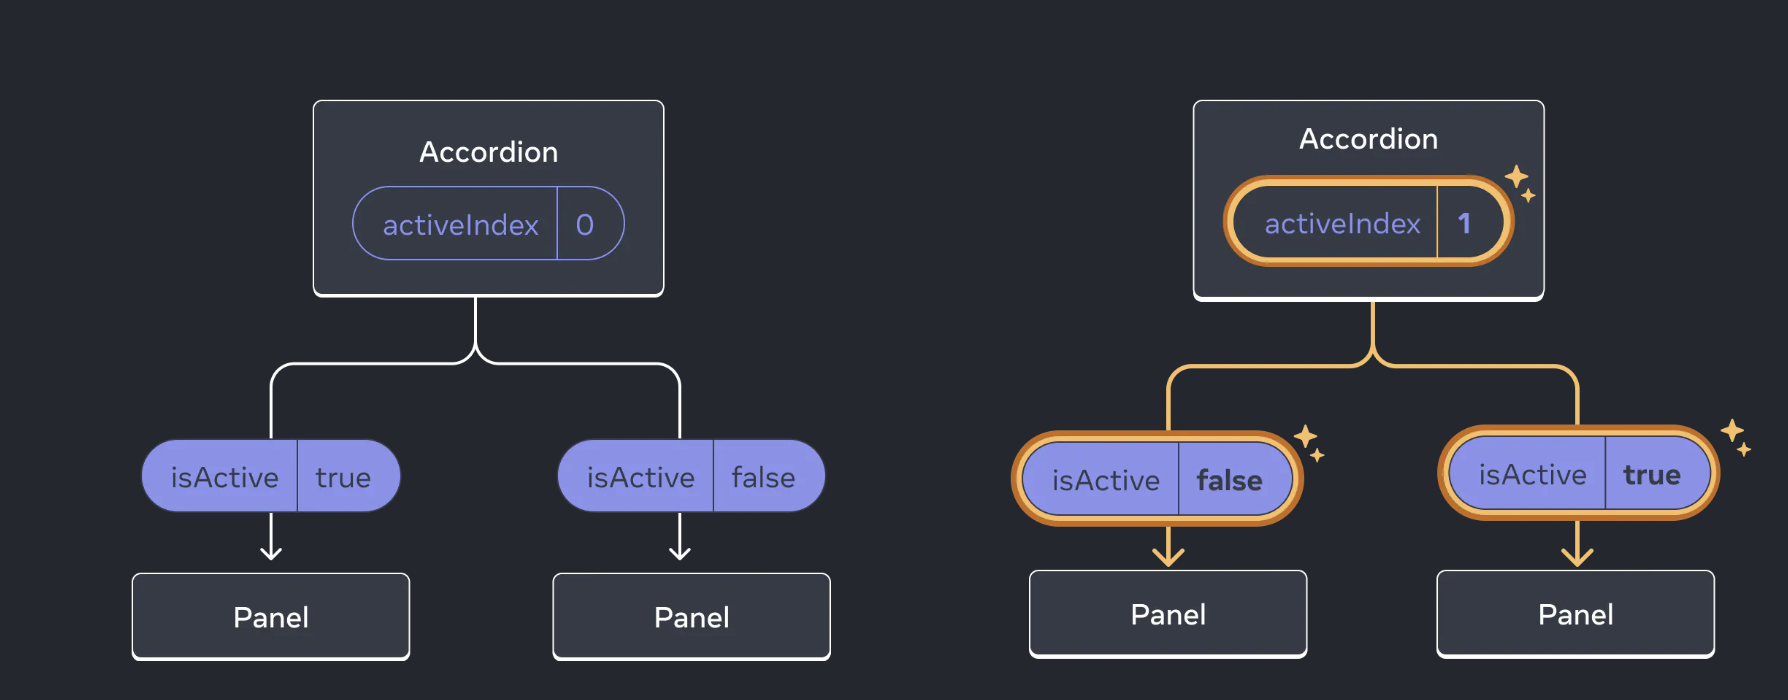 Accordion
activeIndex 0
isActive true
isActive false
Panel
Panel
Accordion
activeIndex 1
isActive false
isActive true
Panel
Panel